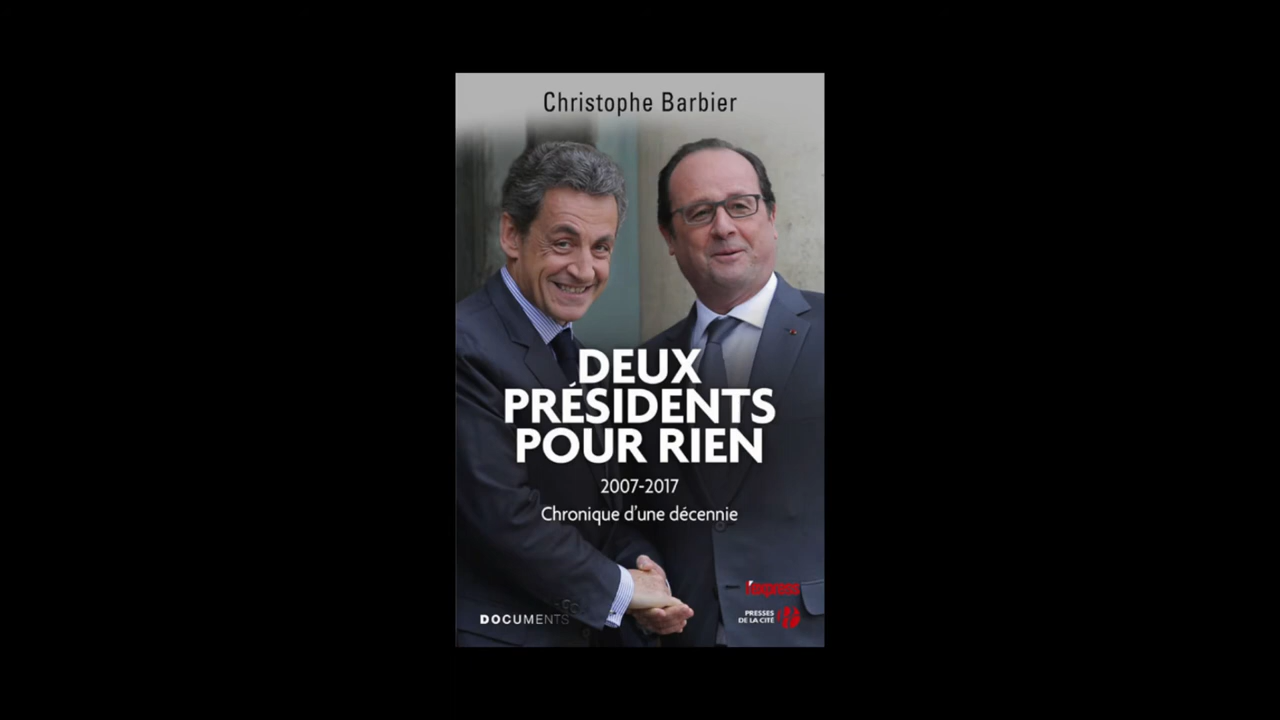 Christophe Barbier
DEUX
PRÉSIDENTS
POUR RIEN
2007-2017
Chronique d'une décennie
l'express
DOCUMENTS
PRESSES
DE LA CITÉ